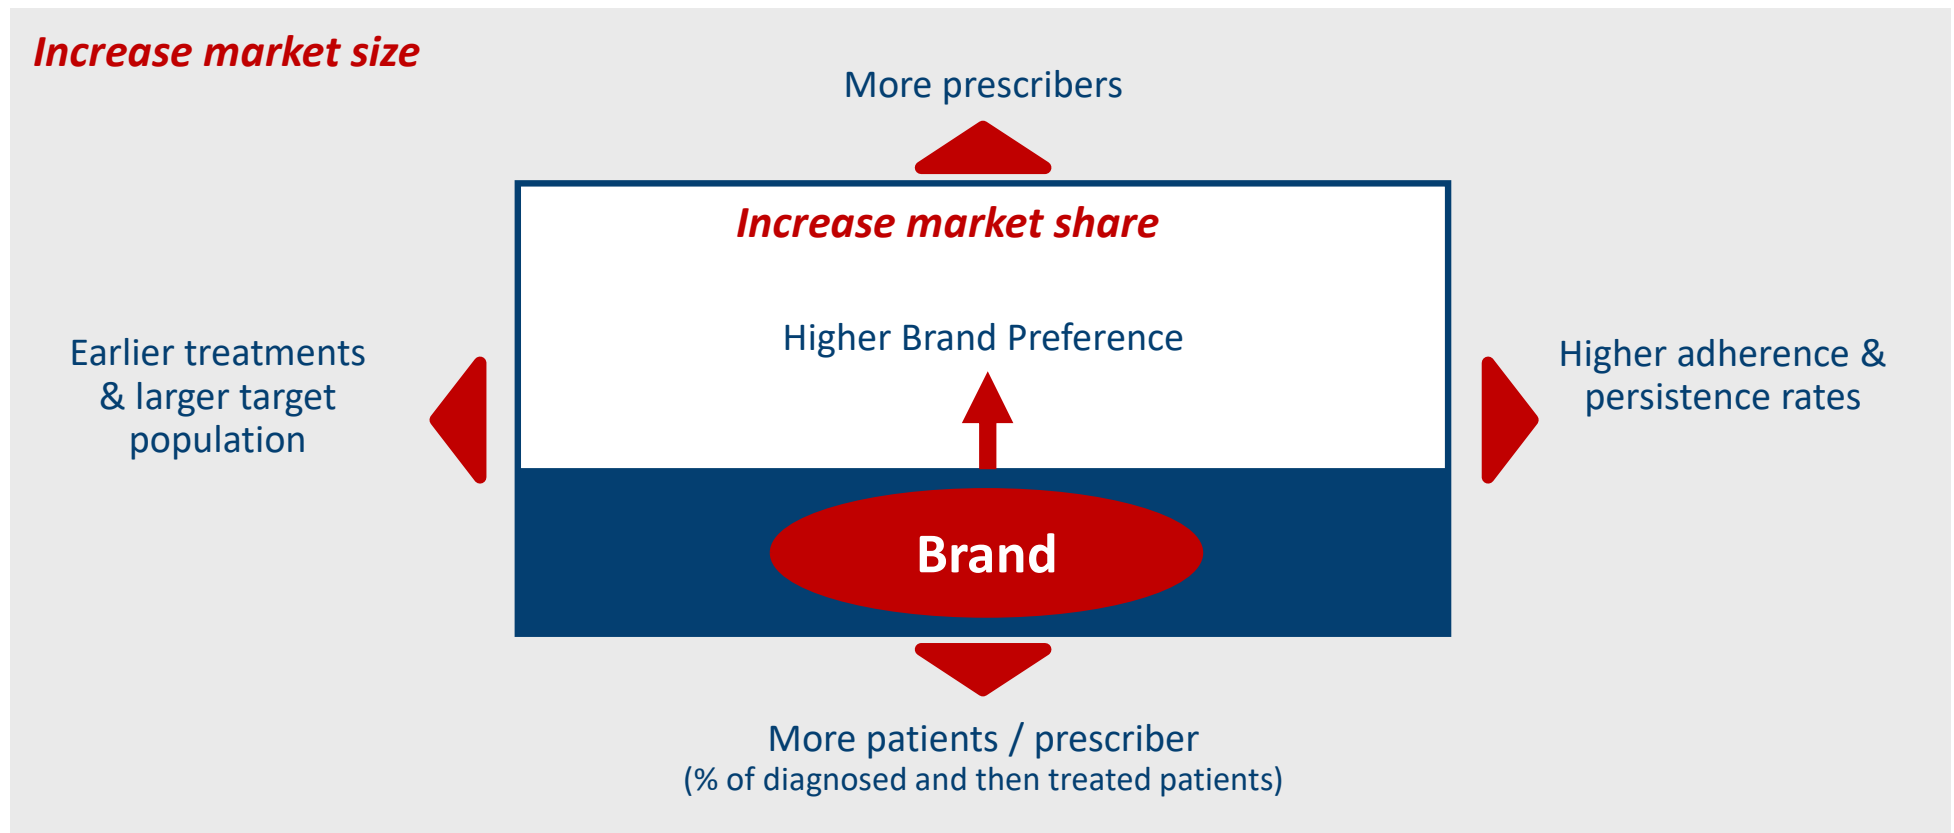 Increase market size
More prescribers
Increase market share
Higher Brand Preference
Earlier treatments
& larger target
population
Higher adherence &
persistence rates
Brand
More patients / prescriber
(% of diagnosed and then treated patients)